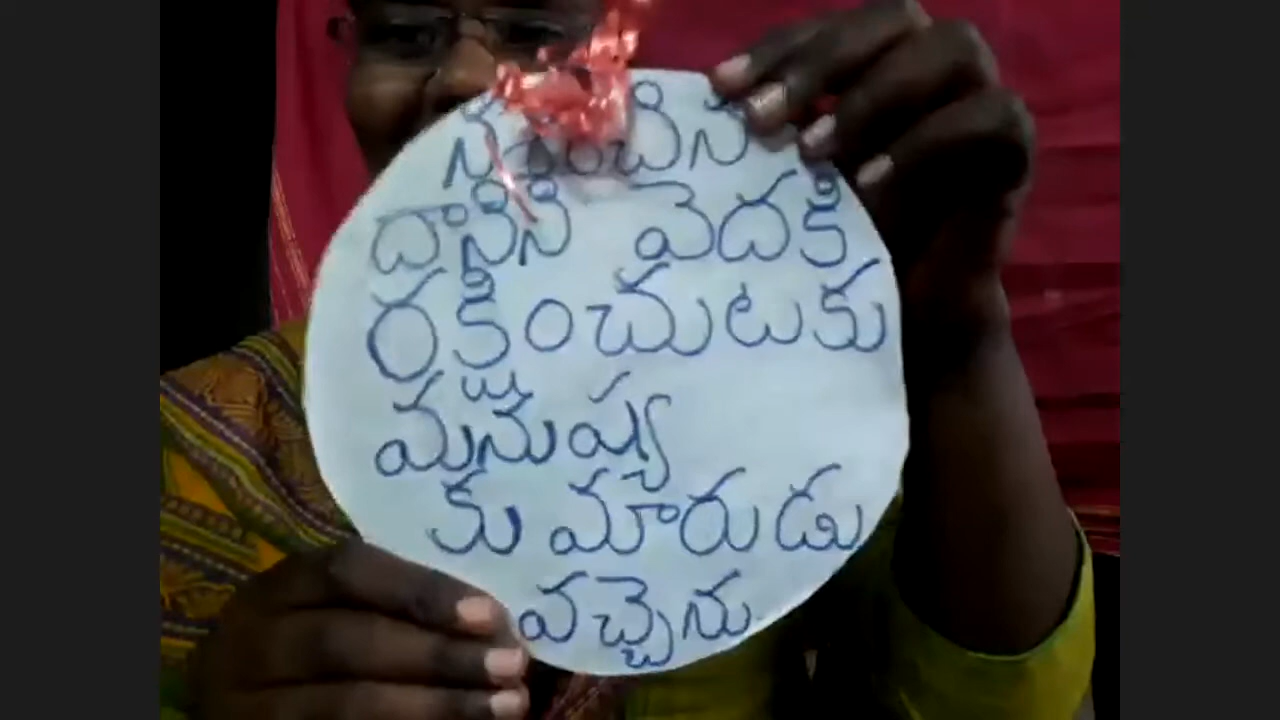 దానిని వెదకి
రక్షించుటకు
మనుష్య
కుమారుడు
వచ్చెను